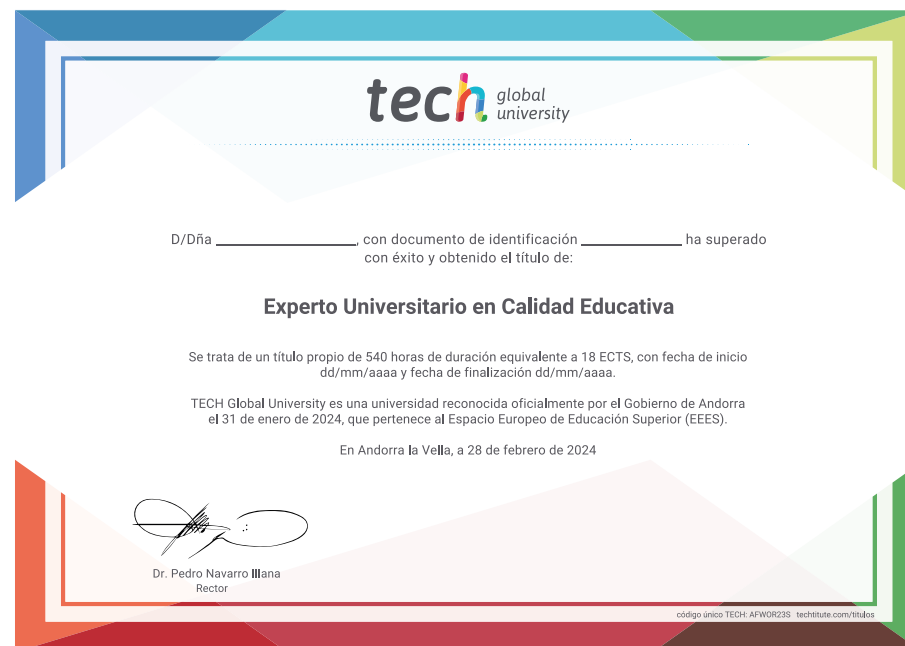 tech global university
D/Dña ________________, con documento de identificación ____________ ha superado
con éxito y obtenido el título de:
Experto Universitario en Calidad Educativa
Se trata de un título propio de 540 horas de duración equivalente a 18 ECTS, con fecha de inicio
dd/mm/aaaa y fecha de finalización dd/mm/aaaa.
TECH Global University es una universidad reconocida oficialmente por el Gobierno de Andorra
el 31 de enero de 2024, que pertenece al Espacio Europeo de Educación Superior (EEES).
En Andorra la Vella, a 28 de febrero de 2024
Dr. Pedro Navarro Illana
Rector
código único TECH: AFWOR23S techtitute.com/titulos